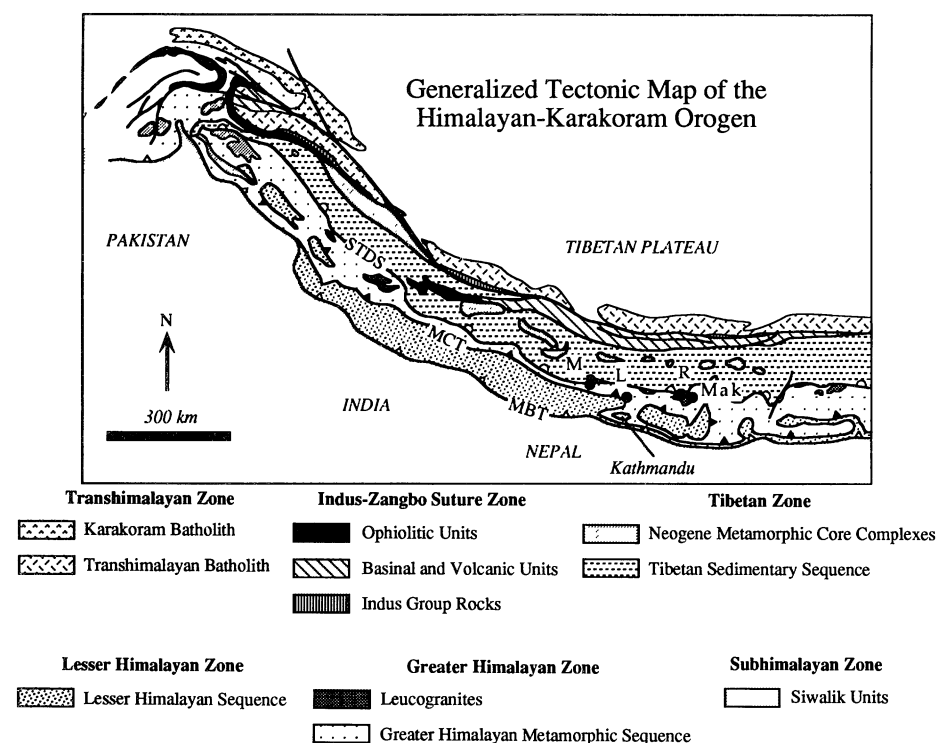 Generalized Tectonic Map of the
Himalayan-Karakoram Orogen
PAKISTAN
TIBETAN PLATEAU
STDS
N
MCT
M
L
R
Mak
300 km
INDIA
MBT
NEPAL
Kathmandu
Transhimalayan Zone
Karakoram Batholith
Transhimalayan Batholith
Indus-Zangbo Suture Zone
Ophiolitic Units
Basinal and Volcanic Units
Indus Group Rocks
Tibetan Zone
Neogene Metamorphic Core Complexes
Tibetan Sedimentary Sequence
Lesser Himalayan Zone
Lesser Himalayan Sequence
Greater Himalayan Zone
Leucogranites
Greater Himalayan Metamorphic Sequence
Subhimalayan Zone
Siwalik Units